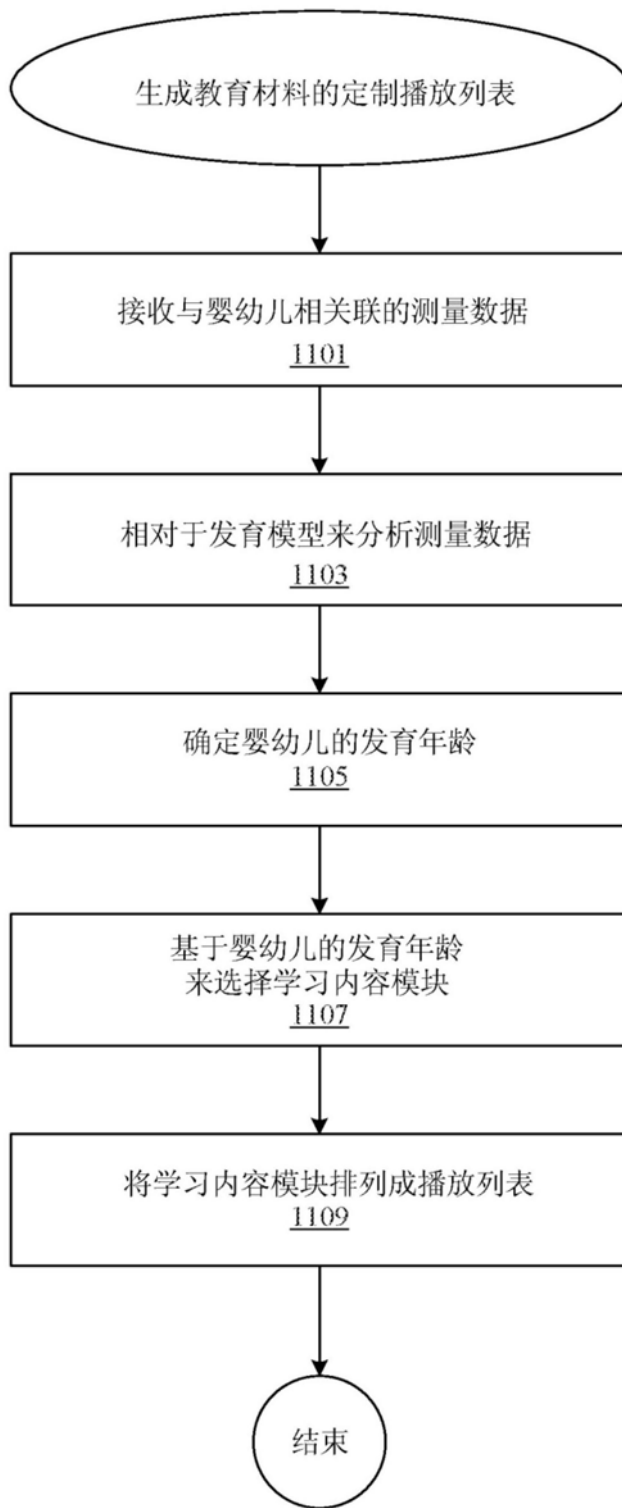 生成教育材料的定制播放列表
接收与婴幼儿相关联的测量数据
1101
相对于发育模型来分析测量数据
1103
确定婴幼儿的发育年龄
1105
基于婴幼儿的发育年龄
来选择学习内容模块
1107
将学习内容模块排列成播放列表
1109
结束